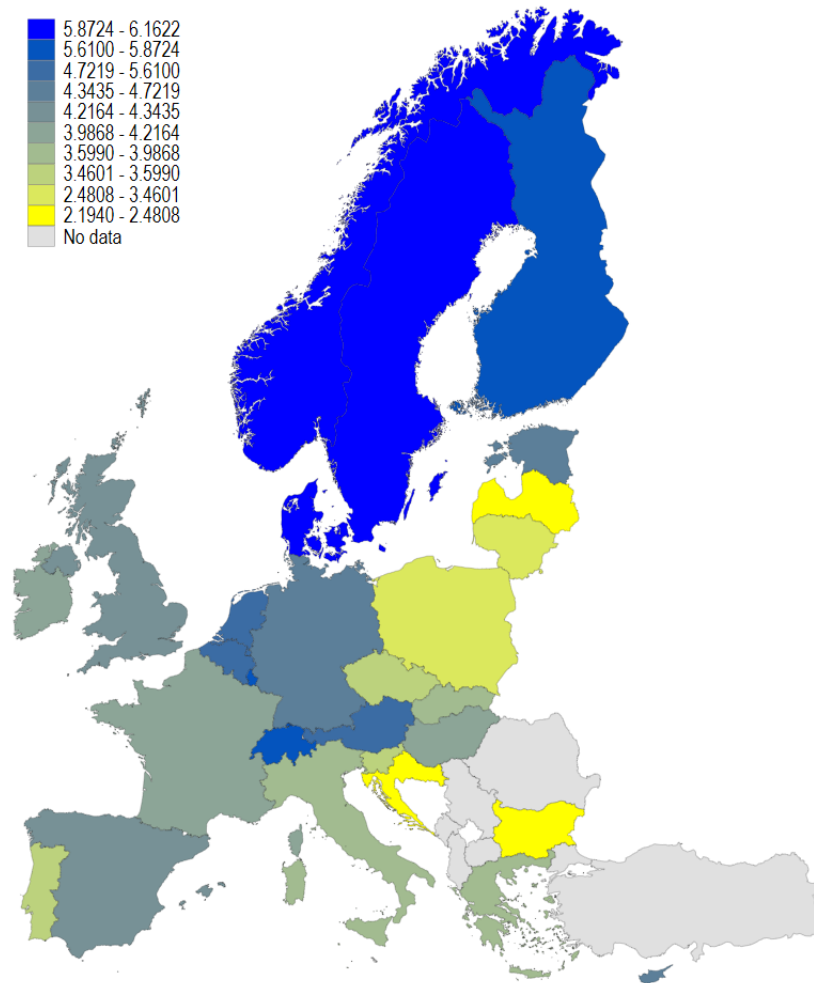 5.8724 - 6.1622
5.6100 - 5.8724
4.7219 - 5.6100
4.3435 - 4.7219
4.2164 - 4.3435
3.9868 - 4.2164
3.5990 - 3.9868
3.4601 - 3.5990
2.4808 - 3.4601
2.1940 - 2.4808
No data